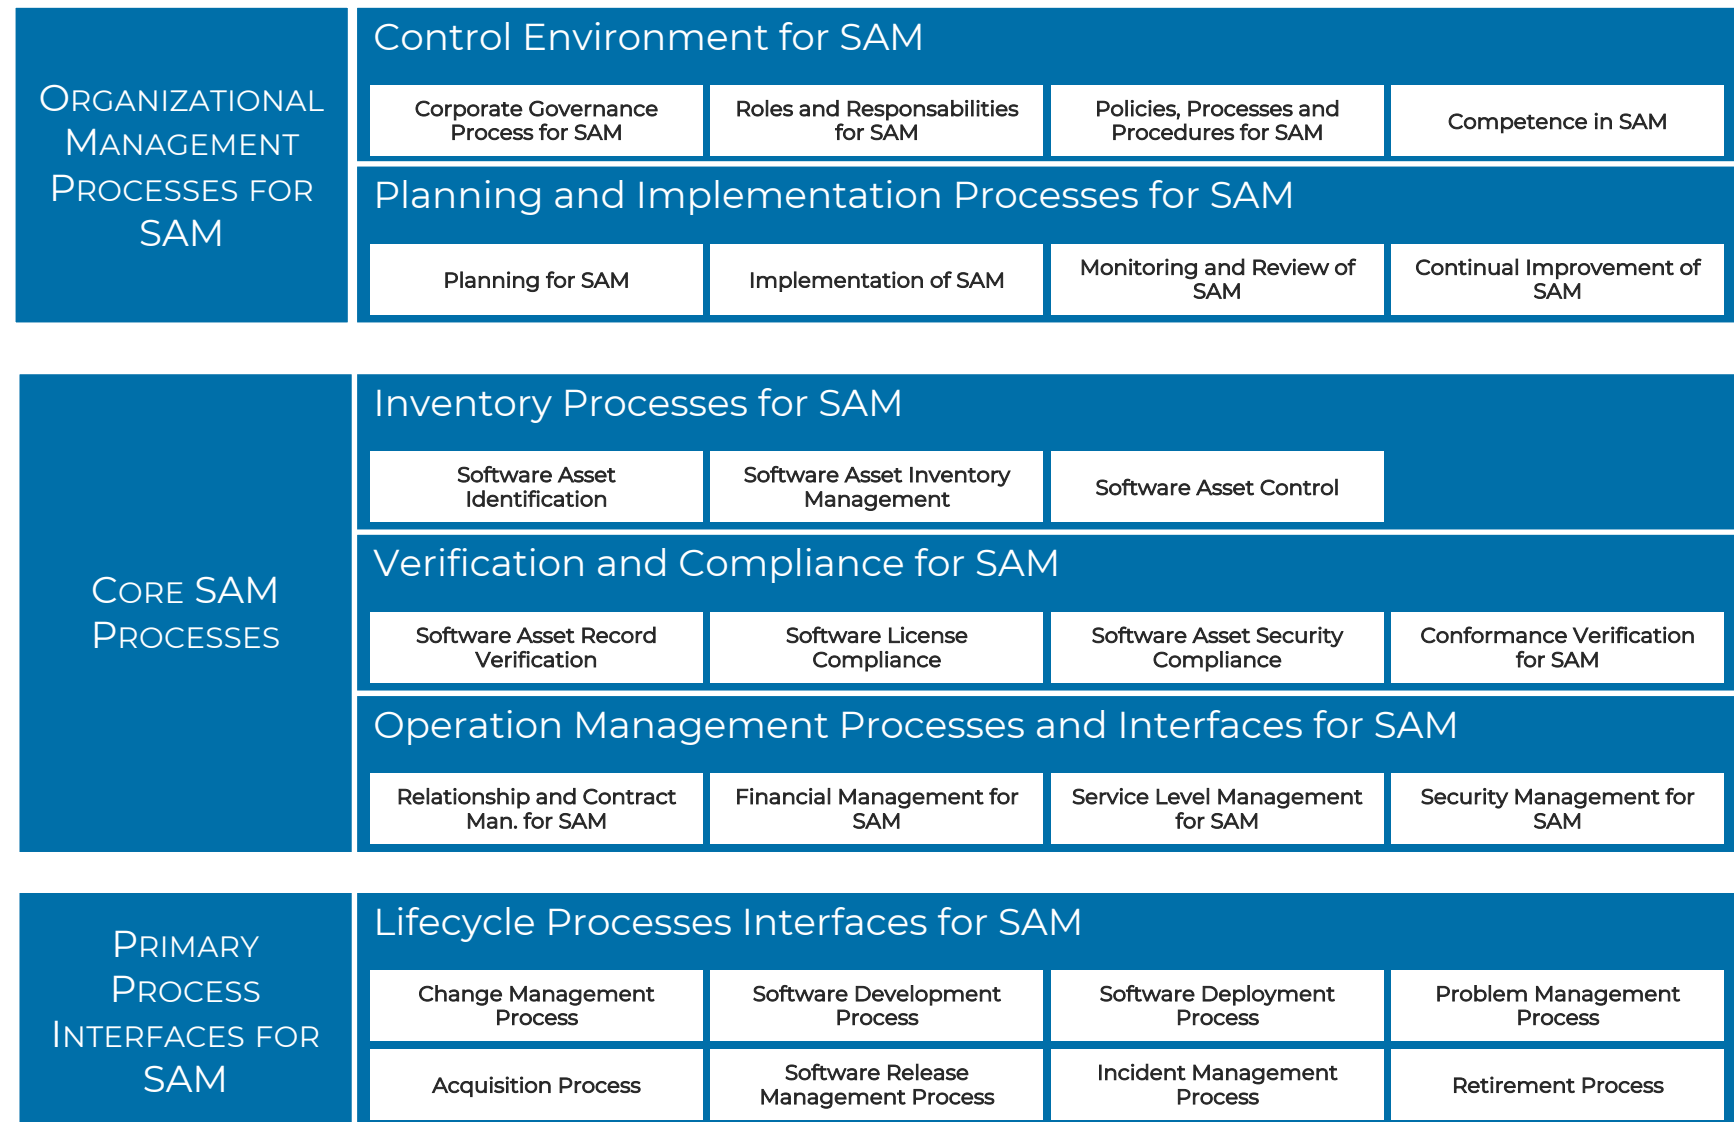 ORGANIZATIONAL
MANAGEMENT
PROCESSES FOR
SAM
Control Environment for SAM
Corporate Governance
Process for SAM
Roles and Responsabilities
for SAM
Policies, Processes and
Procedures for SAM
Competence in SAM
Planning and Implementation Processes for SAM
Planning for SAM
Implementation of SAM
Monitoring and Review of
SAM
Continual Improvement of
SAM
CORE SAM
PROCESSES
Inventory Processes for SAM
Software Asset
Identification
Software Asset Inventory
Management
Software Asset Control
Verification and Compliance for SAM
Software Asset Record
Verification
Software License
Compliance
Software Asset Security
Compliance
Conformance Verification
for SAM
Operation Management Processes and Interfaces for SAM
Relationship and Contract
Man. for SAM
Financial Management for
SAM
Service Level Management
for SAM
Security Management for
SAM
PRIMARY
PROCESS
INTERFACES FOR
SAM
Lifecycle Processes Interfaces for SAM
Change Management
Process
Software Development
Process
Software Deployment
Process
Problem Management
Process
Acquisition Process
Software Release
Management Process
Incident Management
Process
Retirement Process